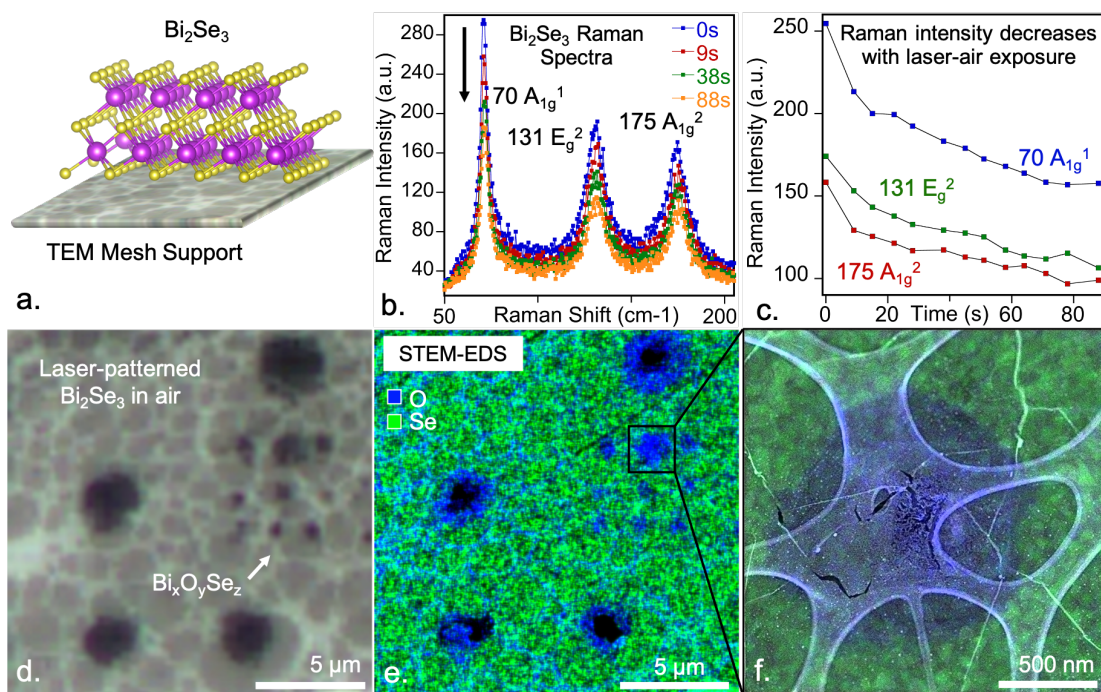 Bi₂Se₃
TEM Mesh Support
a.
Raman Intensity (a.u.)
280
240
200
160
120
80
40
Bi₂Se₃ Raman
Spectra
0s
9s
38s
88s
70 A₁g¹
131 Eg²
175 A₁g²
b.
50
Raman Shift (cm-1)
200
Raman Intensity (a.u.)
250
200
150
100
Raman intensity decreases
with laser-air exposure
70 A₁g¹
131 Eg²
175 A₁g²
c.
0
20
40
60
80
Time (s)
Laser-patterned
Bi₂Se₃ in air
BiₓOᵧSe_z
d.
5 μm
STEM-EDS
O
Se
e.
5 μm
f.
500 nm